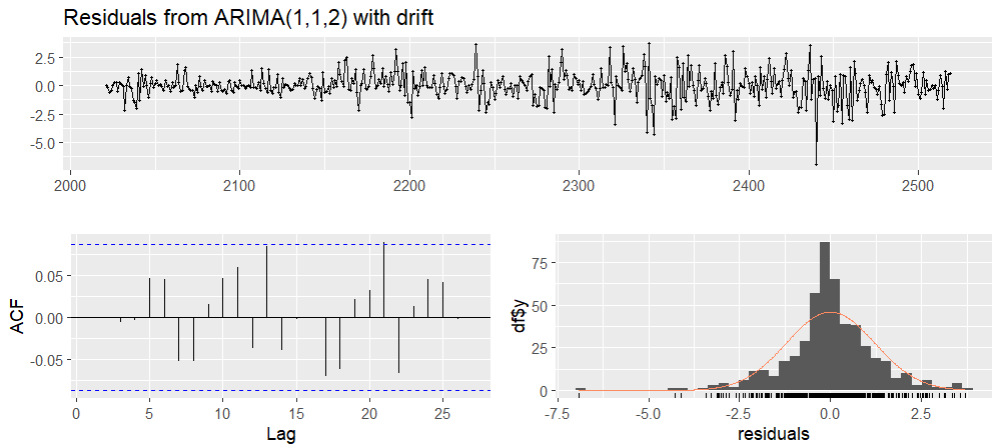 Residuals from ARIMA(1,1,2) with drift
2.5
0.0
-2.5
-5.0
2000 2100 2200 2300 2400 2500
ACF
0.05
0.00
-0.05
0 5 10 15 20 25
Lag
df$y
75
50
25
0
-7.5 -5.0 -2.5 0.0 2.5
residuals